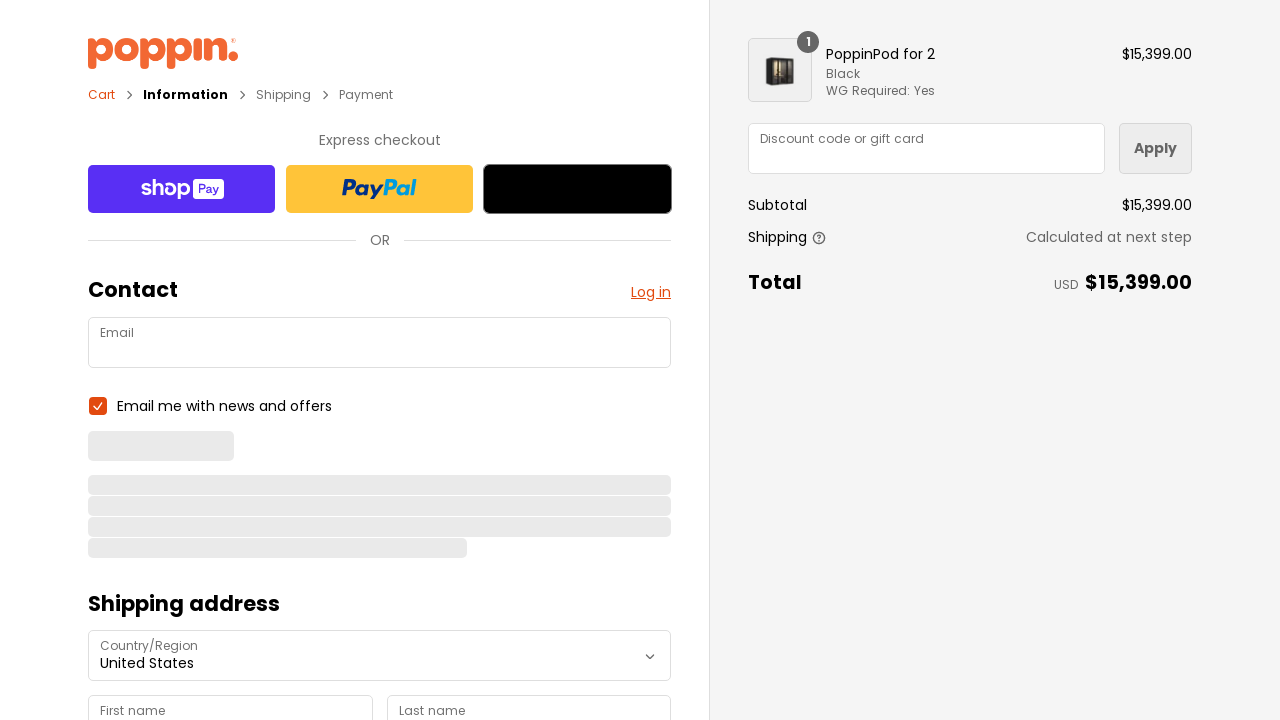 poppin.
Cart > Information > Shipping > Payment
Express checkout
shop Pay
PayPal
OR
Contact
Log in
Email
Email me with news and offers
Shipping address
Country/Region
United States
First name
Last name
1
PoppinPod for 2
$15,399.00
Black
WG Required: Yes
Discount code or gift card
Apply
Subtotal
$15,399.00
Shipping
Calculated at next step
Total
USD $15,399.00